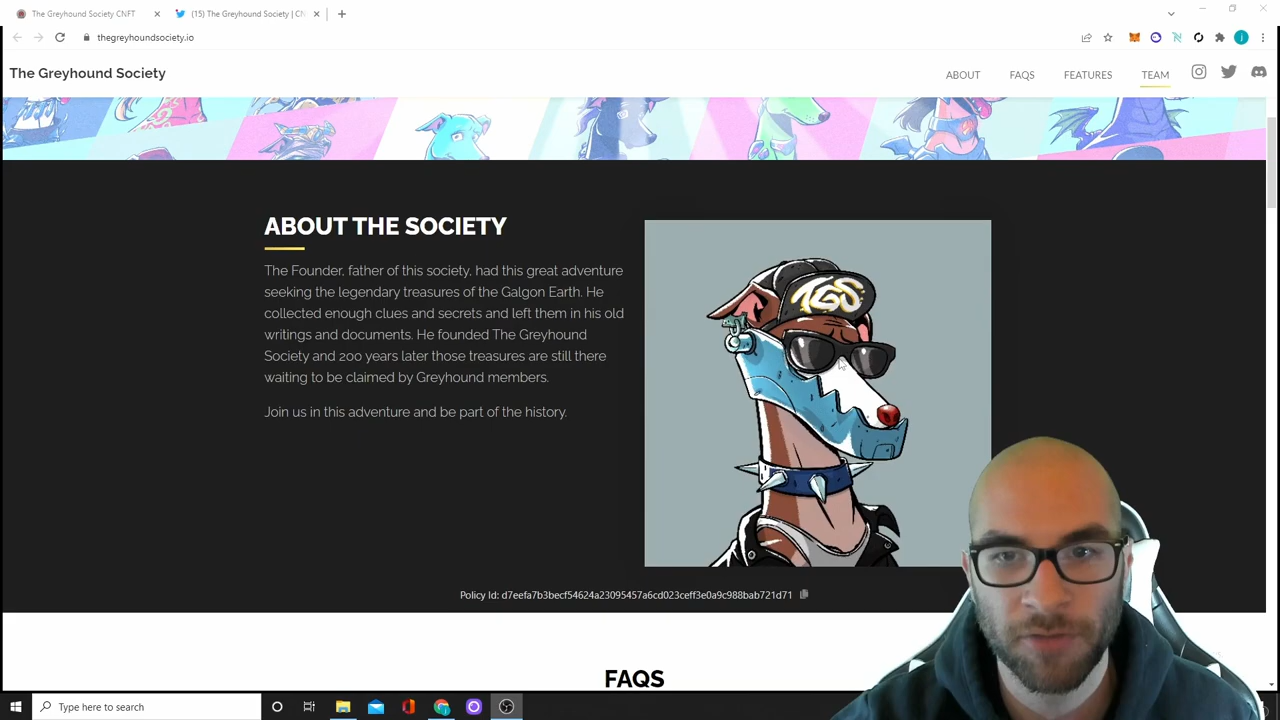 The Greyhound Society CNFT
(15) The Greyhound Society | CN
thegreyhoundsociety.io
The Greyhound Society
ABOUT
FAQS
FEATURES
TEAM
ABOUT THE SOCIETY
The Founder, father of this society, had this great adventure
seeking the legendary treasures of the Galgon Earth. He
collected enough clues and secrets and left them in his old
writings and documents. He founded The Greyhound
Society and 200 years later those treasures are still there
waiting to be claimed by Greyhound members.
Join us in this adventure and be part of the history.
TGS
Policy Id: d7eefa7b3becf54624a23095457a6cd023ceff3e0a9c988bab721d71
FAQS
Type here to search